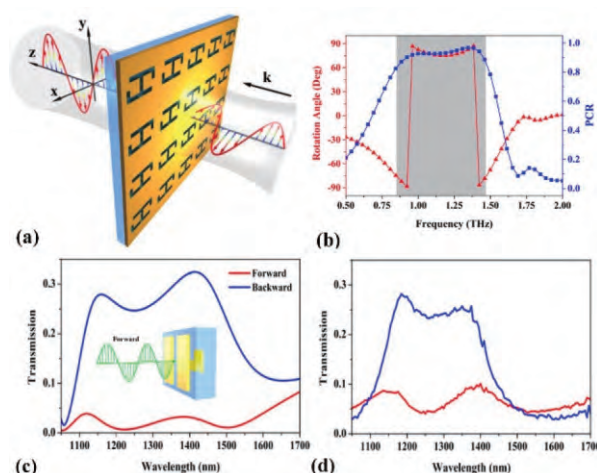 y
z
x
k
(a)
Rotation Angle (Deg)
90
60
30
0
-30
-60
-90
1.0
0.8
0.6
0.4
0.2
0.0
PCR
0.50 0.75 1.00 1.25 1.50 1.75 2.00
Frequency (THz)
(b)
Transmission
0.3
0.2
0.1
0.0
Forward
Backward
Forward
1100 1200 1300 1400 1500 1600 1700
Wavelength (nm)
(c)
Transmission
0.3
0.2
0.1
0.0
1100 1200 1300 1400 1500 1600 1700
Wavelength (nm)
(d)